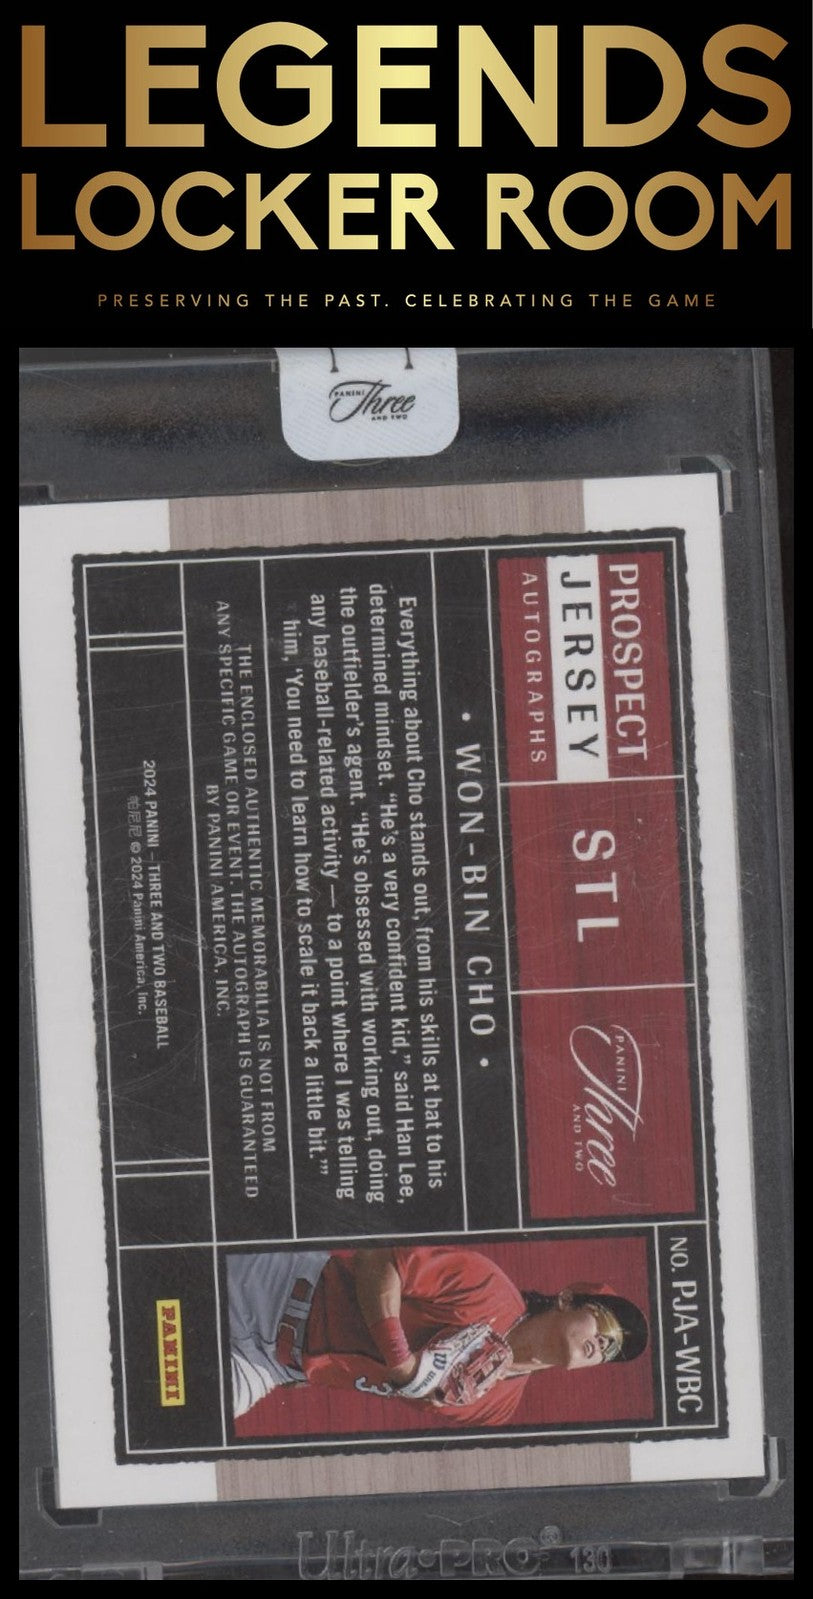 LEGENDS
LOCKER ROOM
PRESERVING THE PAST. CELEBRATING THE GAME
PANINI
Three
AND TWO
PROSPECT
JERSEY
AUTOGRAPHS
STL
PANINI
Three
AND TWO
NO. PJA-WBC
• WON-BIN CHO •
Everything about Cho stands out, from his skills at bat to his
determined mindset. “He’s a very confident kid,” said Han Lee,
the outfielder’s agent. “He’s obsessed with working out, doing
any baseball-related activity — to a point where I was telling
him, ‘You need to learn how to scale it back a little bit.’”
THE ENCLOSED AUTHENTIC MEMORABILIA IS NOT FROM
ANY SPECIFIC GAME OR EVENT. THE AUTOGRAPH IS GUARANTEED
BY PANINI AMERICA, INC.
2024 PANINI – THREE AND TWO BASEBALL
帕尼尼 © 2024 Panini America, Inc.
PANINI
Ultra•PRO® 130